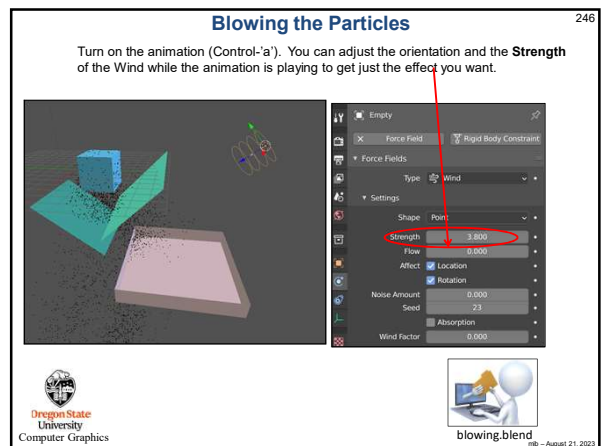 Blowing the Particles
246
Turn on the animation (Control-'a'). You can adjust the orientation and the Strength
of the Wind while the animation is playing to get just the effect you want.
Empty
Force Field
Rigid Body Constraint
Force Fields
Type Wind
Settings
Shape Point
Strength 3.800
Flow 0.000
Affect Location
Rotation
Noise Amount 0.000
Seed 23
Absorption
Wind Factor 0.000
Oregon State
University
Computer Graphics
blowing.blend
mjb – August 21, 2023